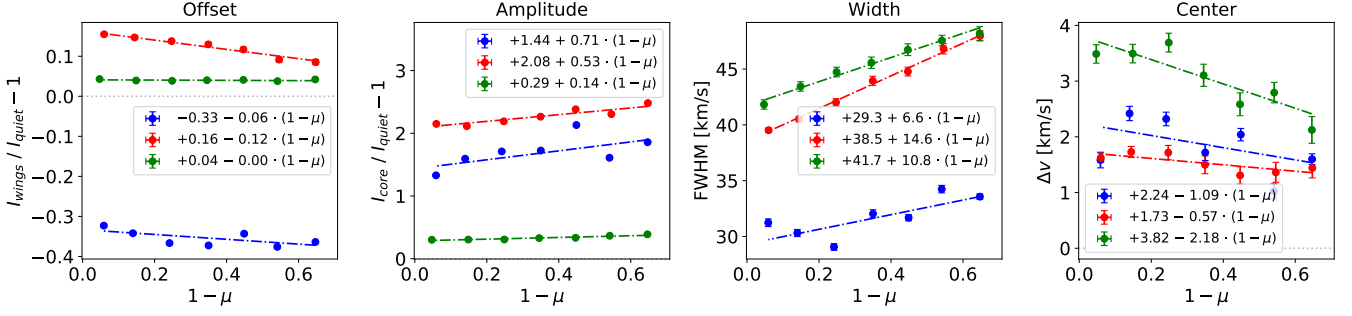 Offset
I_wings / I_quiet − 1
0.1
0.0
−0.1
−0.2
−0.3
−0.4
−0.33 − 0.06 · (1−μ)
+0.16 − 0.12 · (1−μ)
+0.04 − 0.00 · (1−μ)
0.0 0.2 0.4 0.6
1 − μ
Amplitude
I_core / I_quiet − 1
3
2
1
0
+1.44 + 0.71 · (1−μ)
+2.08 + 0.53 · (1−μ)
+0.29 + 0.14 · (1−μ)
0.0 0.2 0.4 0.6
1 − μ
Width
FWHM [km/s]
45
40
35
30
+29.3 + 6.6 · (1−μ)
+38.5 + 14.6 · (1−μ)
+41.7 + 10.8 · (1−μ)
0.0 0.2 0.4 0.6
1 − μ
Center
Δv [km/s]
4
3
2
1
0
+2.24 − 1.09 · (1−μ)
+1.73 − 0.57 · (1−μ)
+3.82 − 2.18 · (1−μ)
0.0 0.2 0.4 0.6
1 − μ